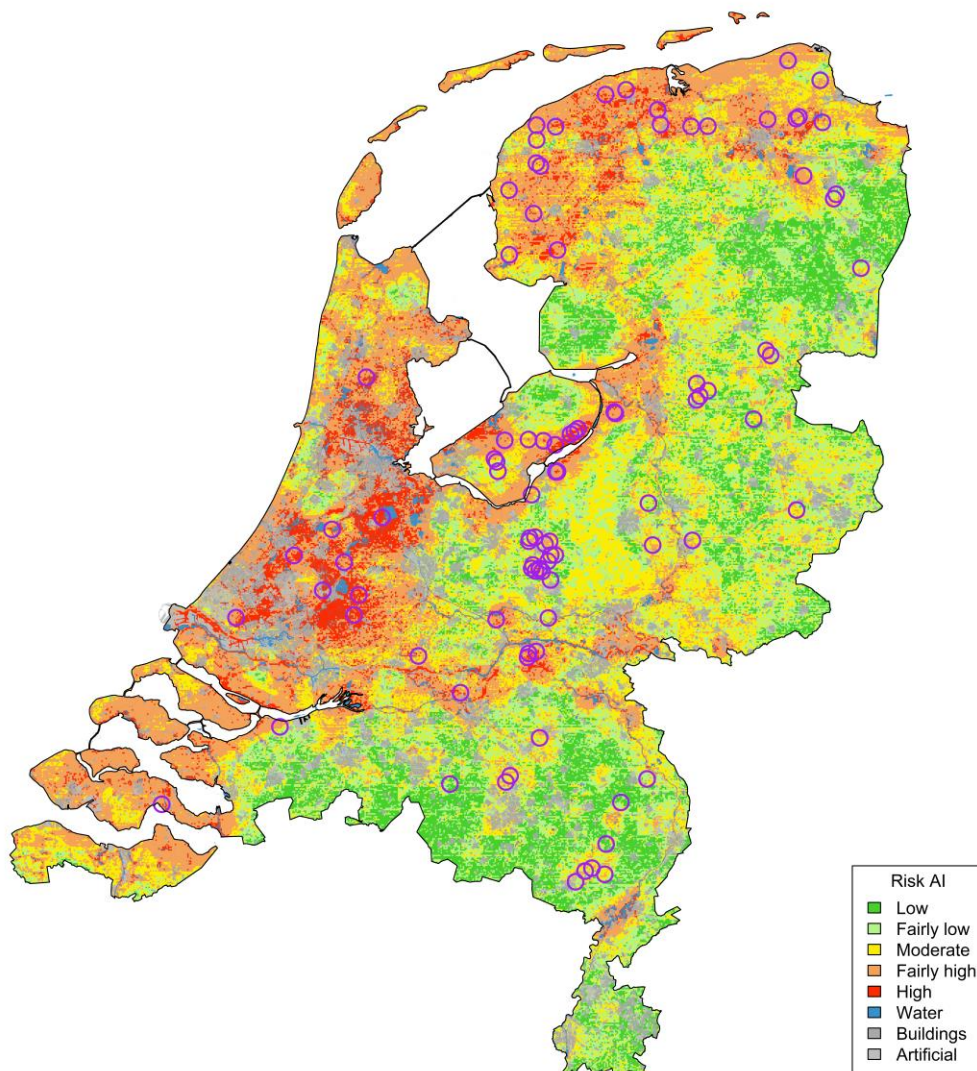 Risk AI
Low
Fairly low
Moderate
Fairly high
High
Water
Buildings
Artificial